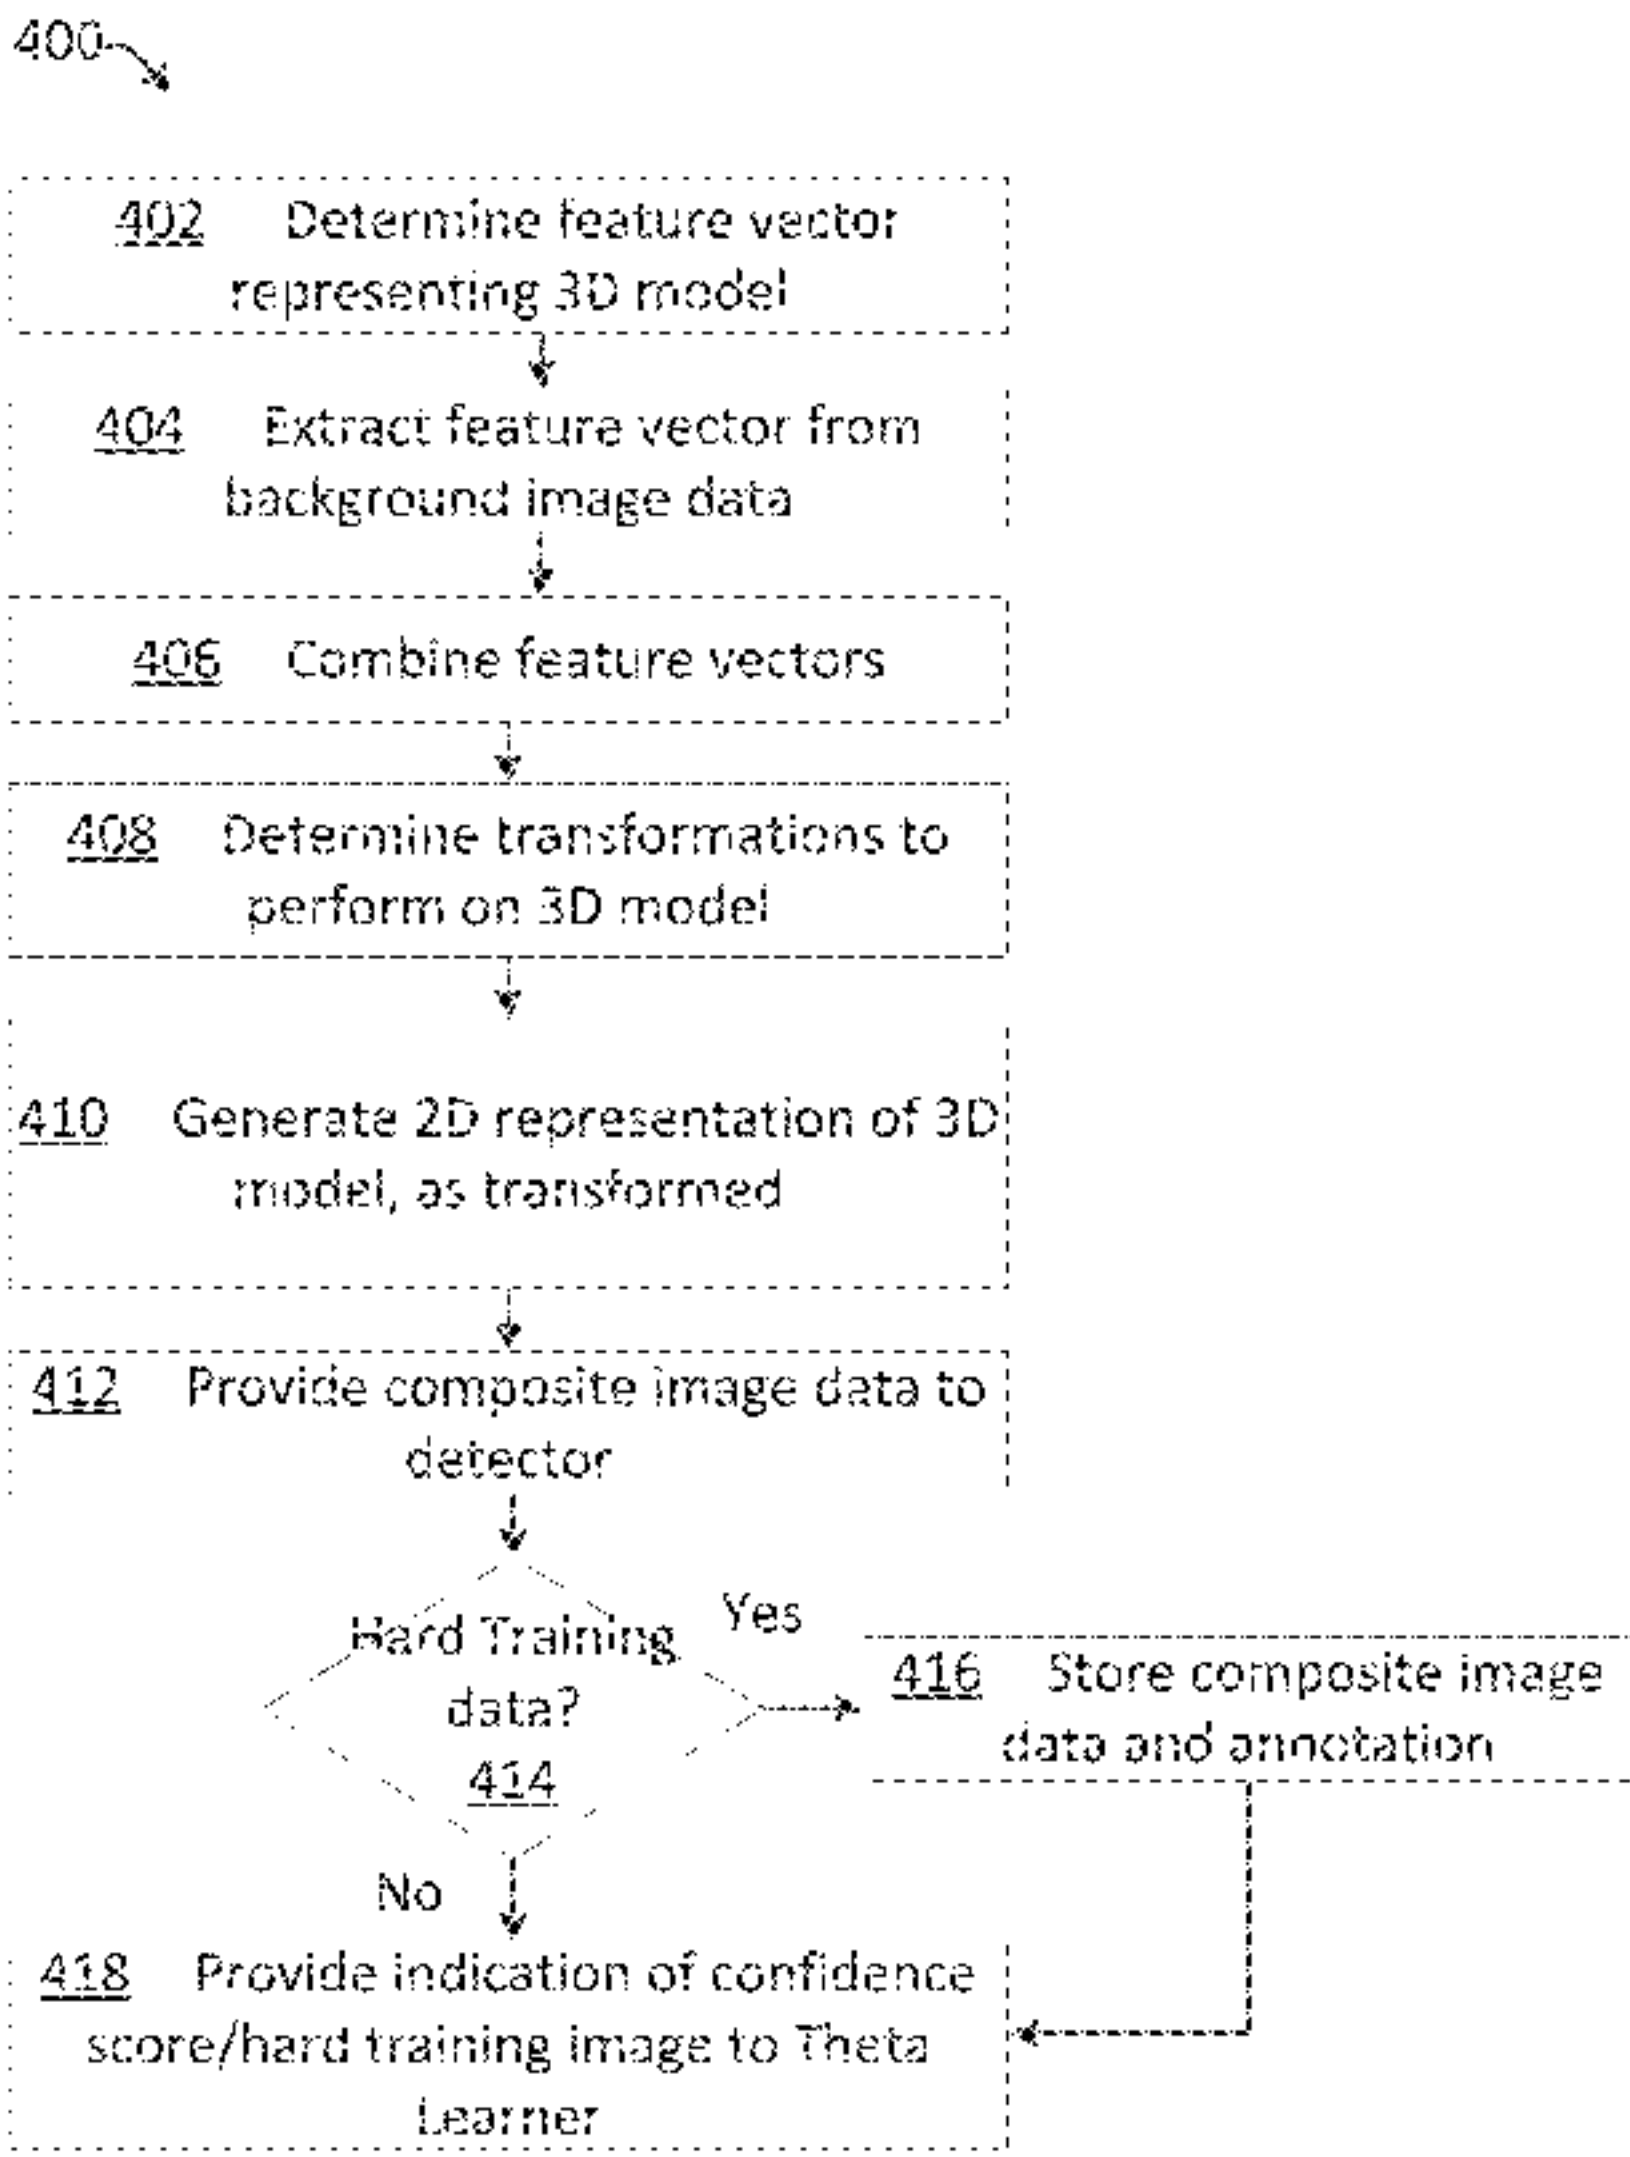 400
402 Determine feature vector
representing 3D model
404 Extract feature vector from
background image data
406 Combine feature vectors
408 Determine transformations to
perform on 3D model
410 Generate 2D representation of 3D
model, as transformed
412 Provide composite image data to
detector
Hard Training
data?
414
Yes
416 Store composite image
data and annotation
No
418 Provide indication of confidence
score/hard training image to Theta
Learner